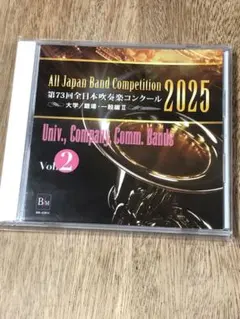 All Japan Band Competition
第73回全日本吹奏楽コンクール
2025
大学／職場・一般編Ⅱ
Univ., Company, Comm. Bands
Vol.2